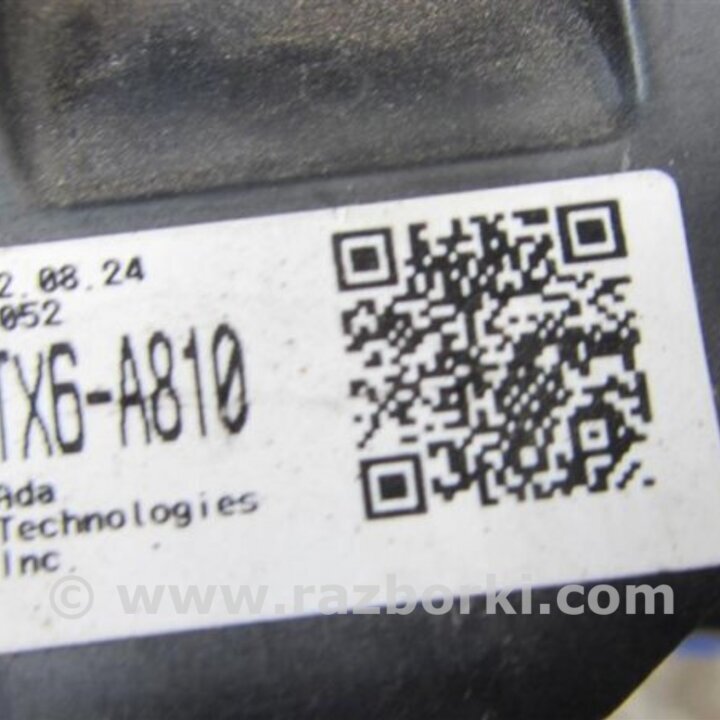 2.08.24
052
TX6-A810
Ada
Technologies
Inc.
© www.razborki.com